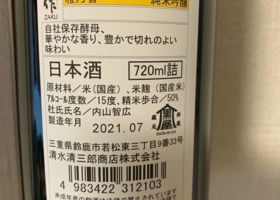 作
ZAKU
純米吟醸
自社保存酵母、
華やかな香り、豊かで切れのよい
味わい
日本酒
720ml詰
原材料／米(国産)、米麹(国産米)
アルコール度数／15度、精米歩合／50%
杜氏氏名／内山智広
製造年月 2021.07
三重県鈴鹿市若松東三丁目9番33号
清水清三郎商店株式会社
4 983422 312103